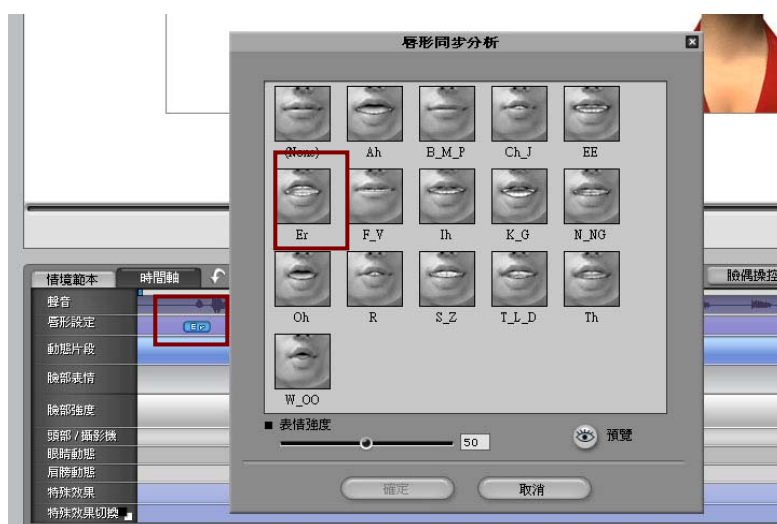 唇形同步分析
(None) Ah B_M_P Ch_J EE
Er F_V Ih K_G N_NG
Oh R S_Z T_L_D Th
W_OO
表情強度
50
預覽
確定 取消
情境範本 時間軸
臉偶操控
聲音
唇形設定
Er
動態片段
臉部表情
臉部強度
頭部 / 攝影機
眼睛動態
肩膀動態
特殊效果
特殊效果切換